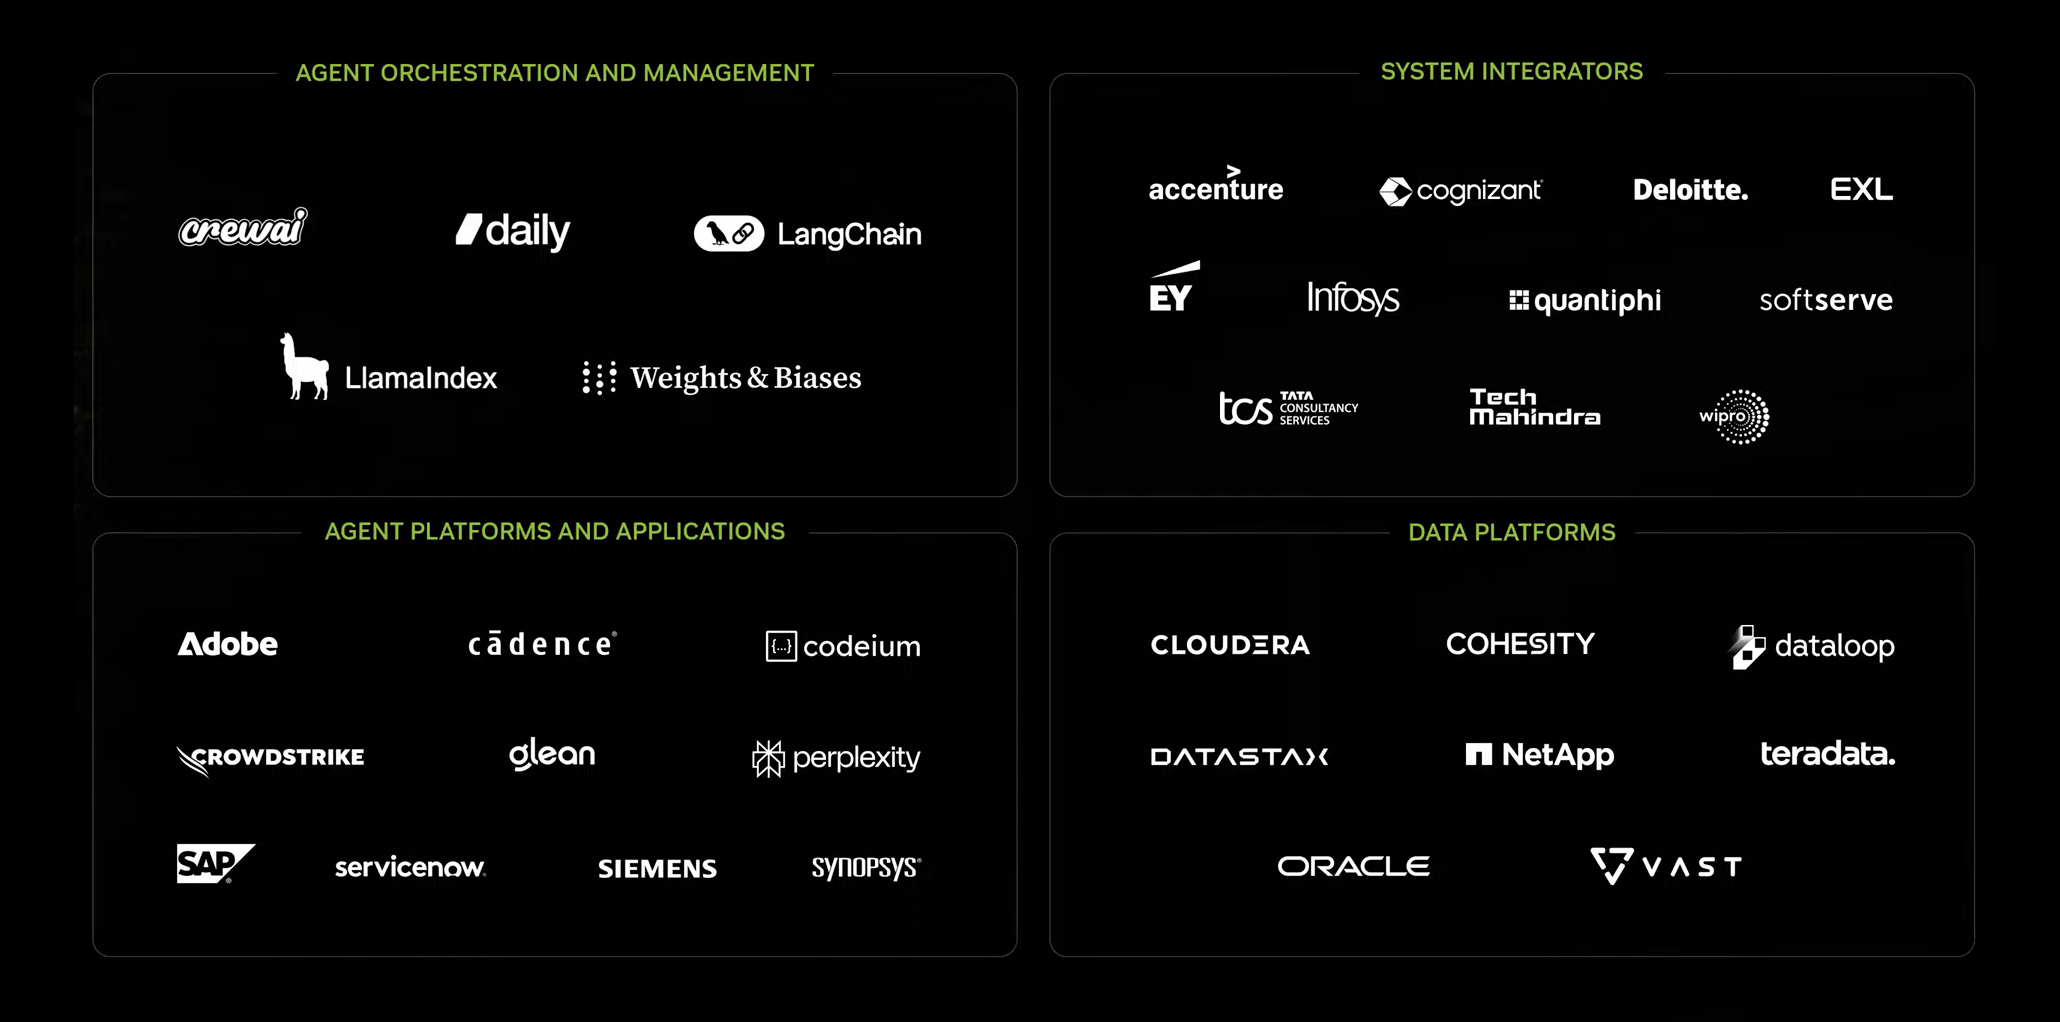 AGENT ORCHESTRATION AND MANAGEMENT
crewai
daily
LangChain
LlamaIndex
Weights & Biases
SYSTEM INTEGRATORS
accenture
cognizant
Deloitte.
EXL
EY
Infosys
quantiphi
softserve
tcs TATA
CONSULTANCY
SERVICES
Tech
Mahindra
wipro
AGENT PLATFORMS AND APPLICATIONS
Adobe
cādence®
{...} codeium
CROWDSTRIKE
glean
perplexity
SAP®
servicenow
SIEMENS
SYNOPSYS®
DATA PLATFORMS
CLOUDERA
COHESITY
dataloop
DATASTAX
NetApp
teradata.
ORACLE
VAST